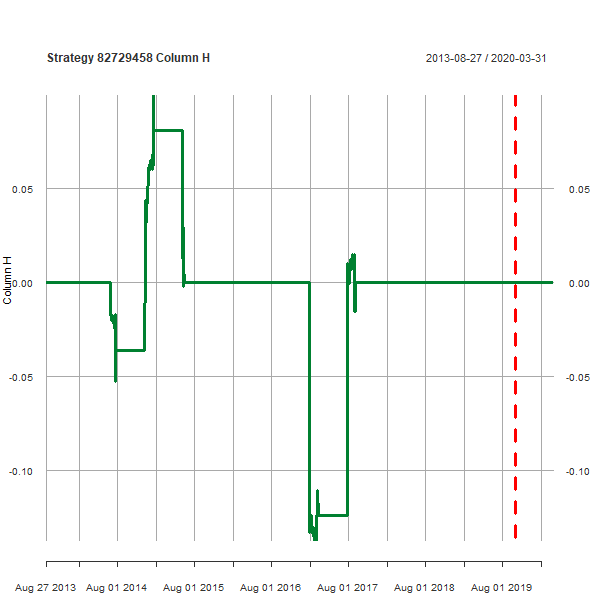 Strategy 82729458 Column H
2013-08-27 / 2020-03-31
0.05 0.05
Column H
0.00 0.00
-0.05 -0.05
-0.10 -0.10
Aug 27 2013 Aug 01 2014 Aug 01 2015 Aug 01 2016 Aug 01 2017 Aug 01 2018 Aug 01 2019